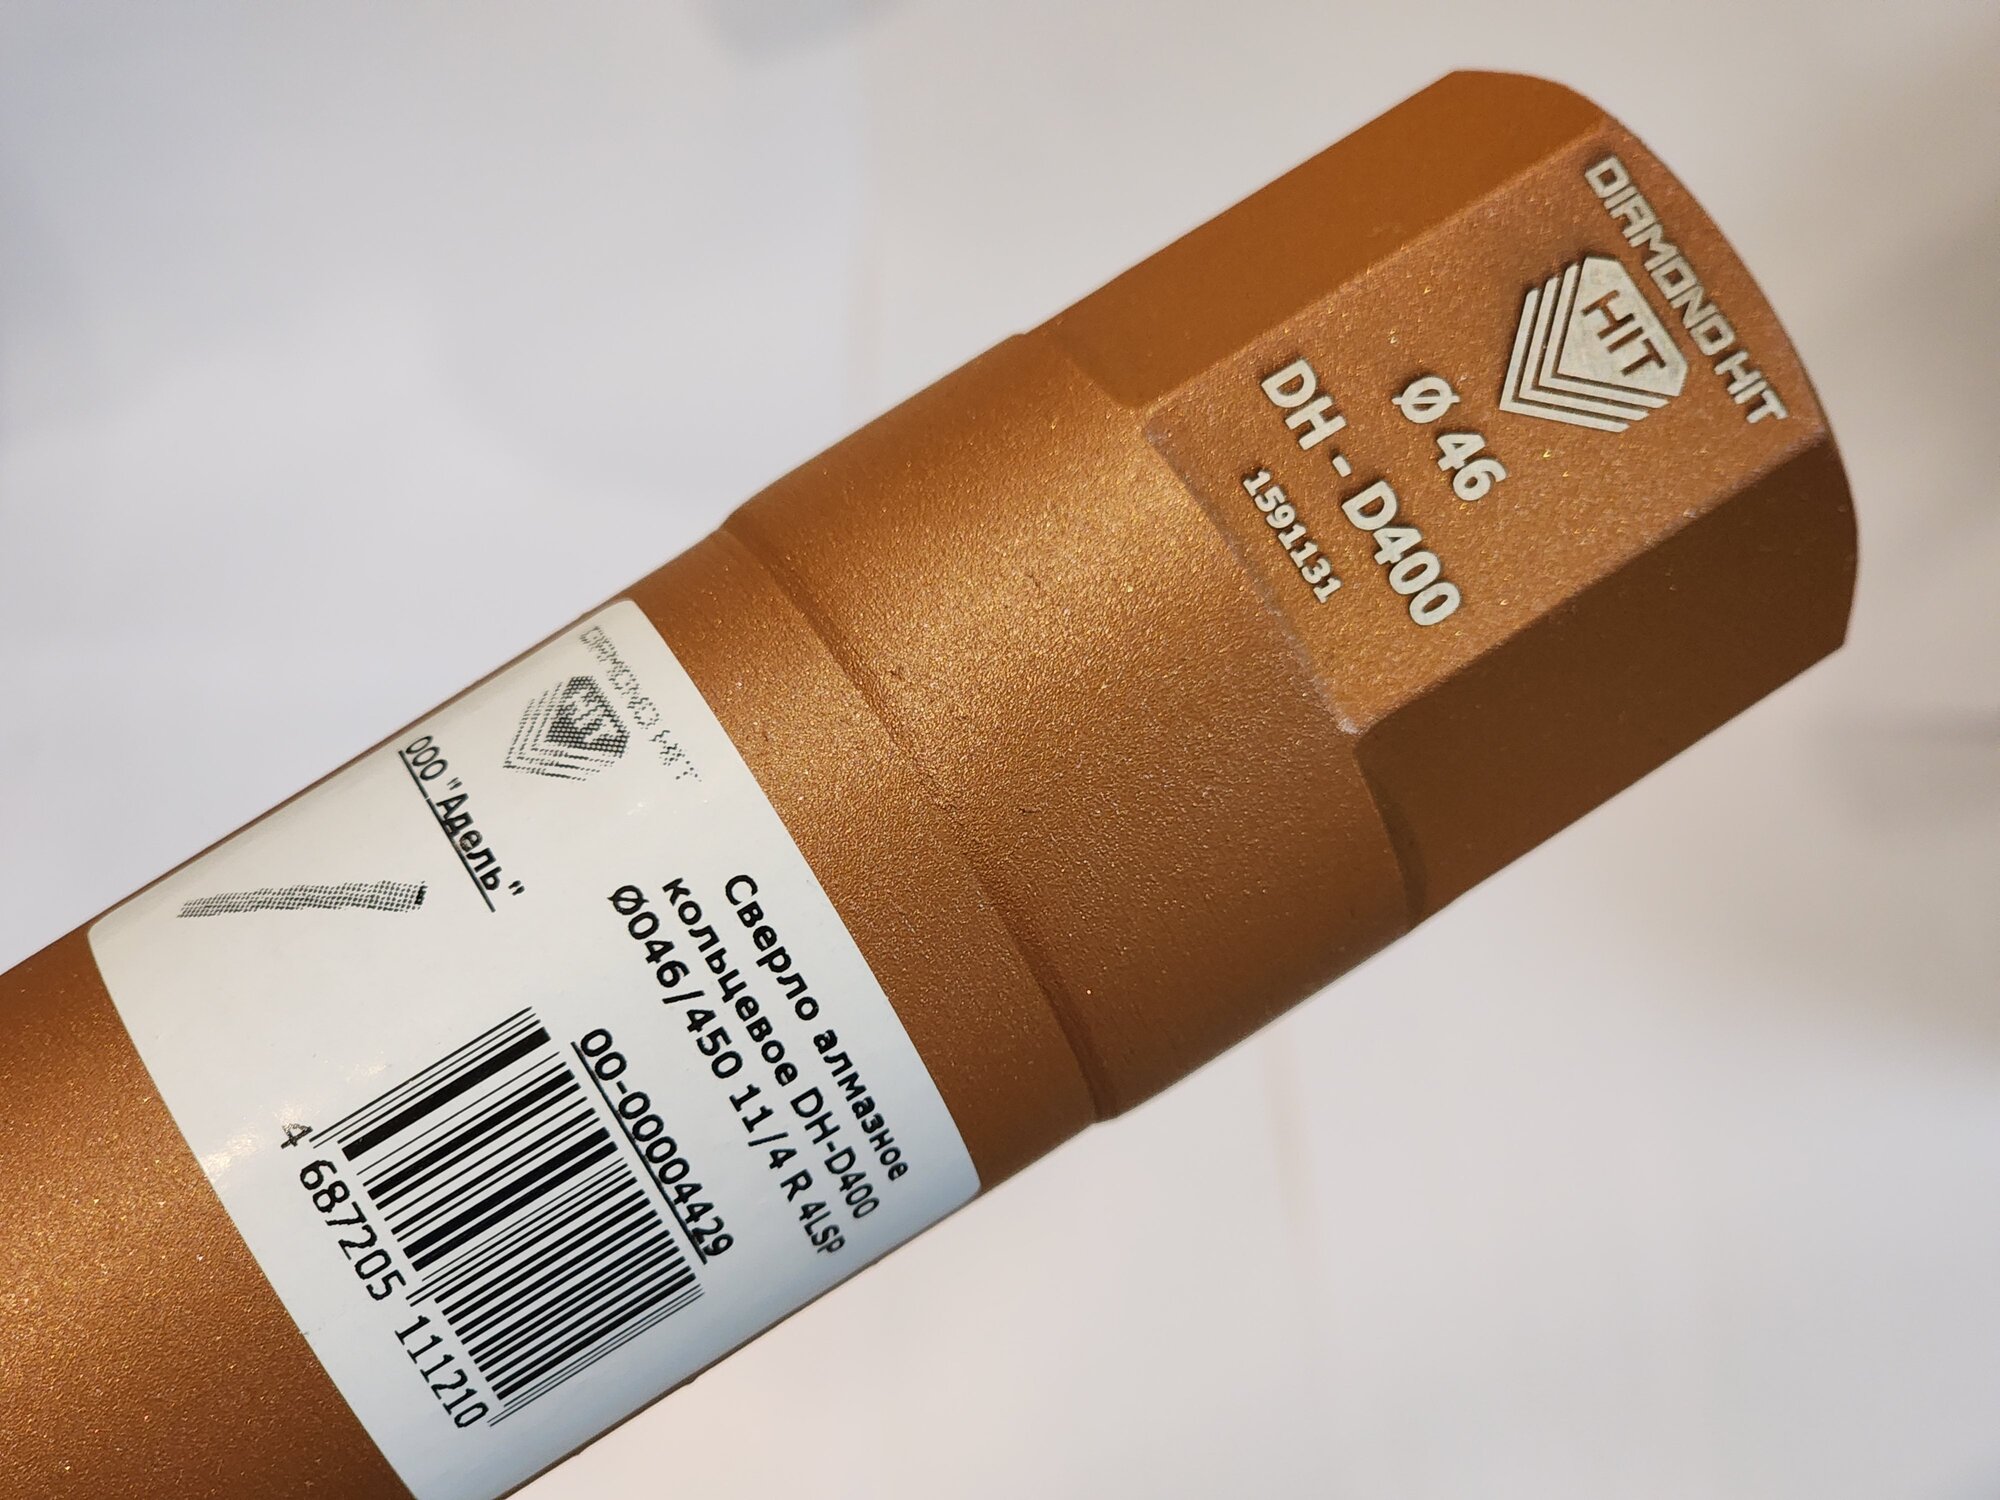 DIAMOND HIT
HIT
Ø 46
DH - D400
1591131
ООО "Адель"
Сверло алмазное
кольцевое DH-D400
Ø046/450 11/4 R 4LSP
00-00004429
4 687205 111210